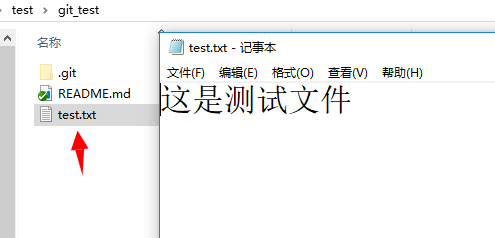 test › git_test
名称
.git
README.md
test.txt
test.txt - 记事本
文件(F) 编辑(E) 格式(O) 查看(V) 帮助(H)
这是测试文件